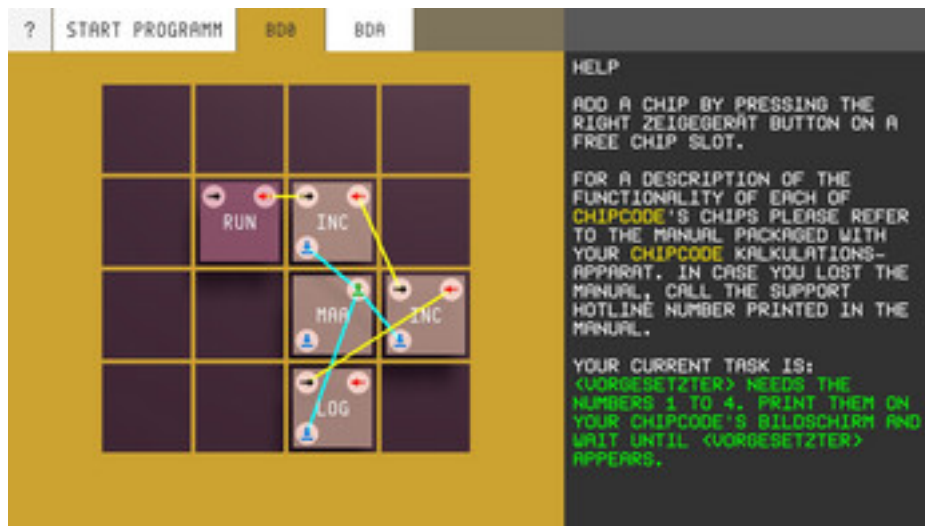 ? START PROGRAMM BD0 BDA
HELP
ADD A CHIP BY PRESSING THE
RIGHT ZEIGEGERÄT BUTTON ON A
FREE CHIP SLOT.
FOR A DESCRIPTION OF THE
FUNCTIONALITY OF EACH OF
CHIPCODE'S CHIPS PLEASE REFER
TO THE MANUAL PACKAGED WITH
YOUR CHIPCODE KALKULATIONS-
APPARAT. IN CASE YOU LOST THE
MANUAL, CALL THE SUPPORT
HOTLINE NUMBER PRINTED IN THE
MANUAL.
YOUR CURRENT TASK IS:
<VORGESETZTER> NEEDS THE
NUMBERS 1 TO 4. PRINT THEM ON
YOUR CHIPCODE'S BILDSCHIRM AND
WAIT UNTIL <VORGESETZTER>
APPEARS.
RUN INC
MAA INC
LOG